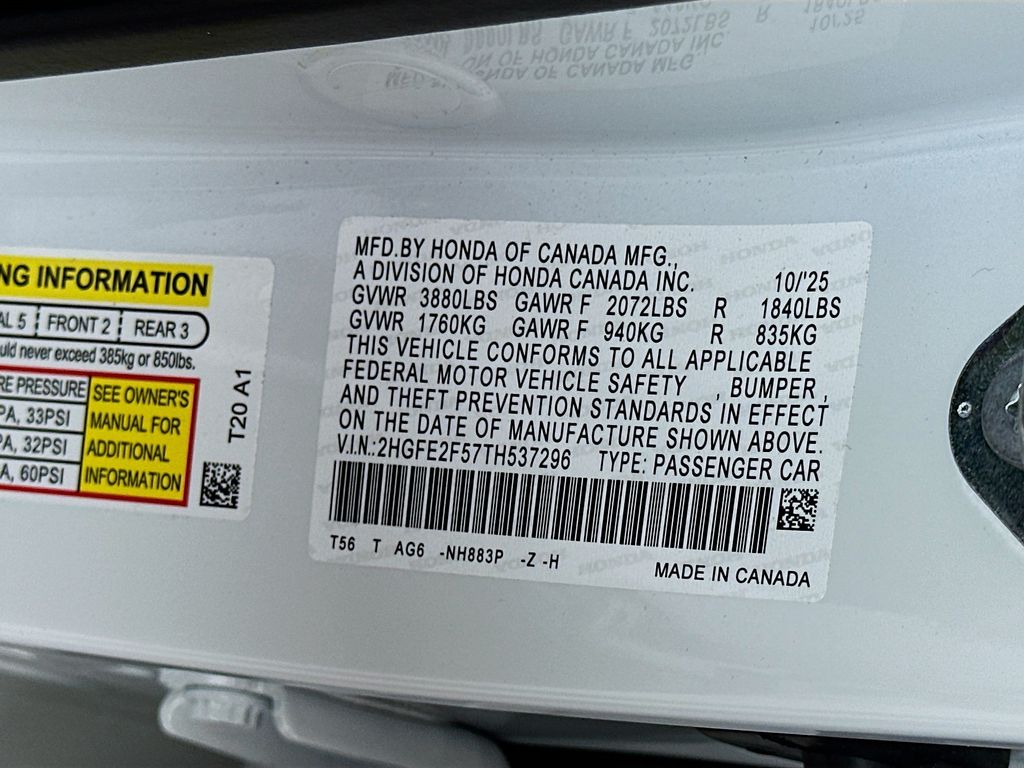 NG INFORMATION
AL 5 FRONT 2 REAR 3
uld never exceed 385kg or 850lbs.
RE PRESSURE
PA, 33PSI
PA, 32PSI
A, 60PSI
SEE OWNER'S
MANUAL FOR
ADDITIONAL
INFORMATION
T20 A1
MFD.BY HONDA OF CANADA MFG.,
A DIVISION OF HONDA CANADA INC. 10/'25
GVWR 3880LBS GAWR F 2072LBS R 1840LBS
GVWR 1760KG GAWR F 940KG R 835KG
THIS VEHICLE CONFORMS TO ALL APPLICABLE
FEDERAL MOTOR VEHICLE SAFETY , BUMPER ,
AND THEFT PREVENTION STANDARDS IN EFFECT
ON THE DATE OF MANUFACTURE SHOWN ABOVE.
V.I.N.:2HGFE2F57TH537296 TYPE: PASSENGER CAR
T56 T AG6 -NH883P -Z -H
MADE IN CANADA